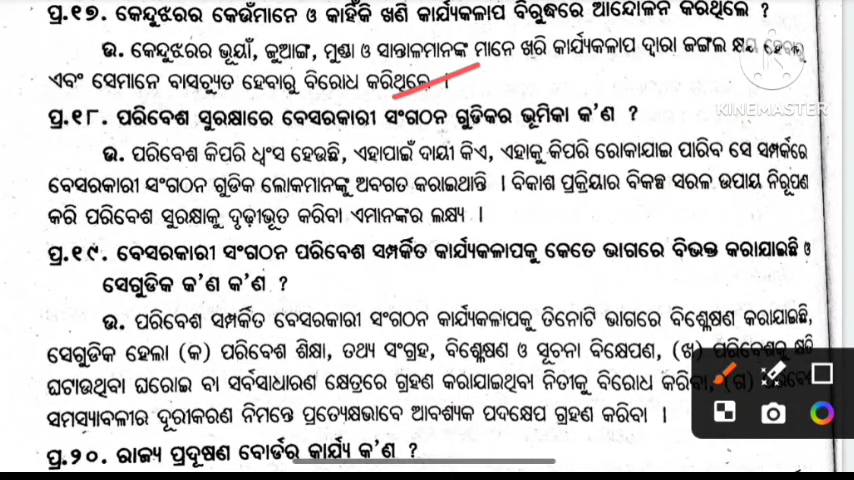 ପ୍ର.୧୭. କେନ୍ଦୁଝରର କେଉଁମାନେ ଓ କାହିଁକି ଖଣି କାର୍ଯ୍ୟକଳାପ ବିରୁଦ୍ଧରେ ଆନ୍ଦୋଳନ କରିଥିଲେ ?
ଉ. କେନ୍ଦୁଝରର ଭୂୟାଁ, ଜୁଆଙ୍ଗ, ମୁଣ୍ଡା ଓ ସାନ୍ତାଳମାନଙ୍କ ମାନେ ଖରି କାର୍ଯ୍ୟକଳାପ ଦ୍ୱାରା ଜଙ୍ଗଲ କ୍ଷୟ ହେବାରୁ
ଏବଂ ସେମାନେ ବାସ୍ତୁଚ୍ୟୁତ ହେବାରୁ ବିରୋଧ କରିଥିଲେ ।
KINEMASTER
ପ୍ର.୧୮. ପରିବେଶ ସୁରକ୍ଷାରେ ବେସରକାରୀ ସଂଗଠନ ଗୁଡିକର ଭୂମିକା କ'ଣ ?
ଉ. ପରିବେଶ କିପରି ଧ୍ୱଂସ ହେଉଛି, ଏହାପାଇଁ ଦାୟୀ କିଏ, ଏହାକୁ କିପରି ରୋକାଯାଇ ପାରିବ ସେ ସମ୍ପର୍କରେ
ବେସରକାରୀ ସଂଗଠନ ଗୁଡିକ ଲୋକମାନଙ୍କୁ ଅବଗତ କରାଇଥାନ୍ତି । ବିକାଶ ପ୍ରକ୍ରିୟାର ବିକଳ୍ପ ସରଳ ଉପାୟ ନିରୂପଣ
କରି ପରିବେଶ ସୁରକ୍ଷାକୁ ଦୃଢ଼ୀଭୂତ କରିବା ଏମାନଙ୍କର ଲକ୍ଷ୍ୟ ।
ପ୍ର.୧୯. ବେସରକାରୀ ସଂଗଠନ ପରିବେଶ ସମ୍ପର୍କିତ କାର୍ଯ୍ୟକଳାପକୁ କେତେ ଭାଗରେ ବିଭକ୍ତ କରାଯାଇଛି ଓ
ସେଗୁଡିକ କ'ଣ କ'ଣ ?
ଉ. ପରିବେଶ ସମ୍ପର୍କିତ ବେସରକାରୀ ସଂଗଠନ କାର୍ଯ୍ୟକଳାପକୁ ତିନୋଟି ଭାଗରେ ବିଶ୍ଳେଷଣ କରାଯାଇଛି,
ସେଗୁଡିକ ହେଲା (କ) ପରିବେଶ ଶିକ୍ଷା, ତଥ୍ୟ ସଂଗ୍ରହ, ବିଶ୍ଳେଷଣ ଓ ସୂଚନା ବିକ୍ଷେପଣ, (ଖ) ପରିବେଶକୁ କ୍ଷତି
ଘଟାଉଥିବା ଘରୋଇ ବା ସର୍ବସାଧାରଣ କ୍ଷେତ୍ରରେ ଗ୍ରହଣ କରାଯାଇଥିବା ନିତୀକୁ ବିରୋଧ କରିବା, (ଗ)
ସମସ୍ୟାବଳୀର ଦୂରୀକରଣ ନିମନ୍ତେ ପ୍ରତ୍ୟେକ୍ଷଭାବେ ଆବଶ୍ୟକ ପଦକ୍ଷେପ ଗ୍ରହଣ କରିବା ।
ପ୍ର.୨୦. ରାଜ୍ୟ ପ୍ରଦୂଷଣ ବୋର୍ଡର କାର୍ଯ୍ୟ କ'ଣ ?